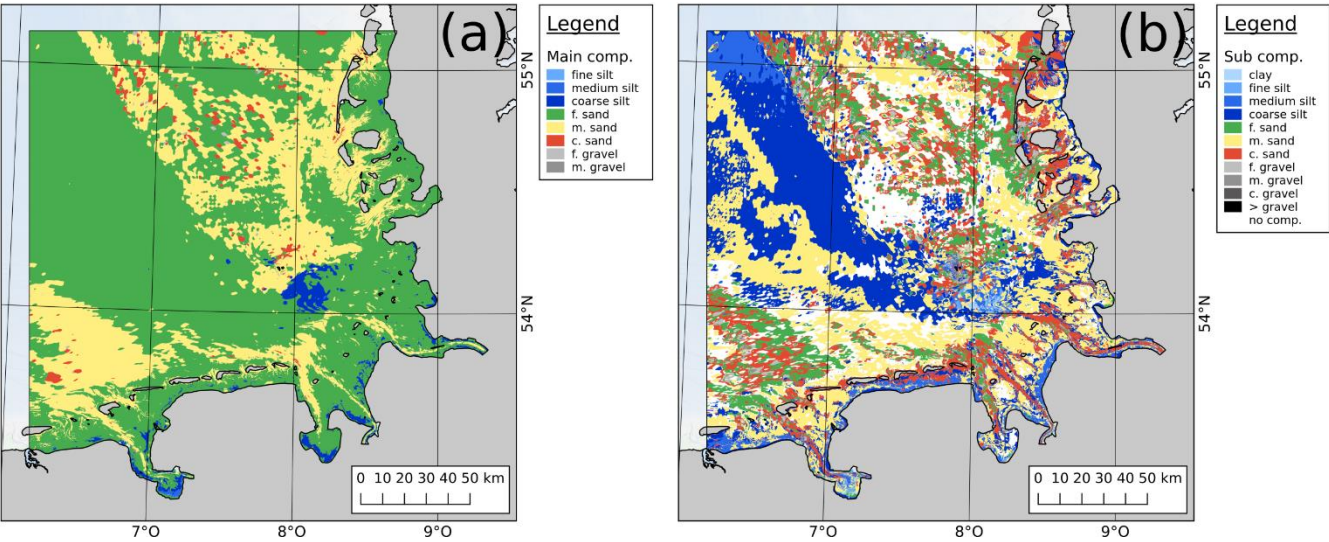 (a)
Legend
Main comp.
fine silt
medium silt
coarse silt
f. sand
m. sand
c. sand
f. gravel
m. gravel
55°N
54°N
0 10 20 30 40 50 km
7°O
8°O
9°O
(b)
Legend
Sub comp.
clay
fine silt
medium silt
coarse silt
f. sand
m. sand
c. sand
f. gravel
m. gravel
c. gravel
> gravel
no comp.
55°N
54°N
0 10 20 30 40 50 km
7°O
8°O
9°O